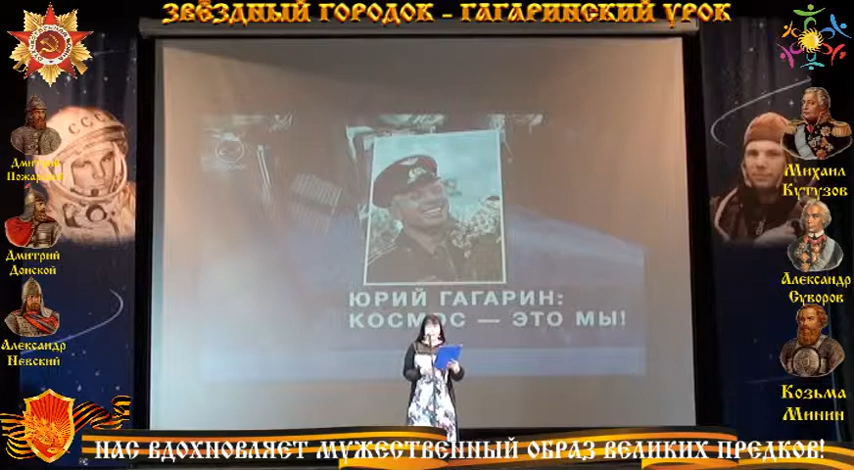 ЗВЁЗДНЫЙ ГОРОДОК - ГАГАРИНСКИЙ УРОК
СССР
Дмитрий
Пожарский
Дмитрий
Донской
Александр
Невский
ЮРИЙ ГАГАРИН:
КОСМОС — ЭТО МЫ!
Михаил
Кутузов
Александр
Суворов
Козьма
Минин
НАС ВДОХНОВЛЯЕТ МУЖЕСТВЕННЫЙ ОБРАЗ ВЕЛИКИХ ПРЕДКОВ!